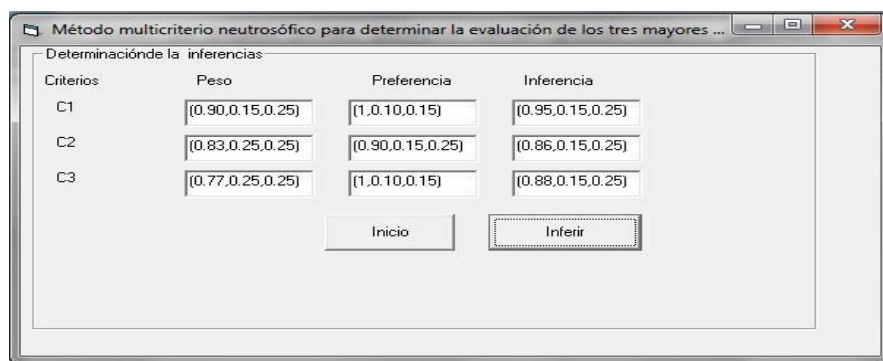 Método multicriterio neutrosófico para determinar la evaluación de los tres mayores ...
Determinaciónde la inferencias
Criterios Peso Preferencia Inferencia
C1 (0.90,0.15,0.25) (1,0.10,0.15) (0.95,0.15,0.25)
C2 (0.83,0.25,0.25) (0.90,0.15,0.25) (0.86,0.15,0.25)
C3 (0.77,0.25,0.25) (1,0.10,0.15) (0.88,0.15,0.25)
Inicio Inferir